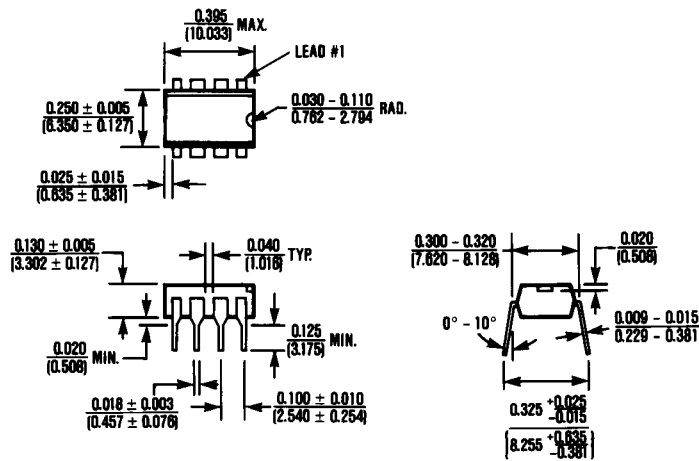 0.395
(10.033) MAX.
LEAD #1
0.250 ± 0.005
(6.350 ± 0.127)
0.030 – 0.110
0.762 – 2.794 RAD.
0.025 ± 0.015
(0.635 ± 0.381)
0.130 ± 0.005
(3.302 ± 0.127)
0.040
(1.016) TYP.
0.300 – 0.320
(7.620 – 8.128)
0.020
(0.508)
0.020
(0.508) MIN.
0.125
(3.175) MIN.
0° – 10°
0.009 – 0.015
0.229 – 0.381
0.018 ± 0.003
(0.457 ± 0.076)
0.100 ± 0.010
(2.540 ± 0.254)
0.325 +0.025
–0.015
(8.255 +0.635
–0.381)